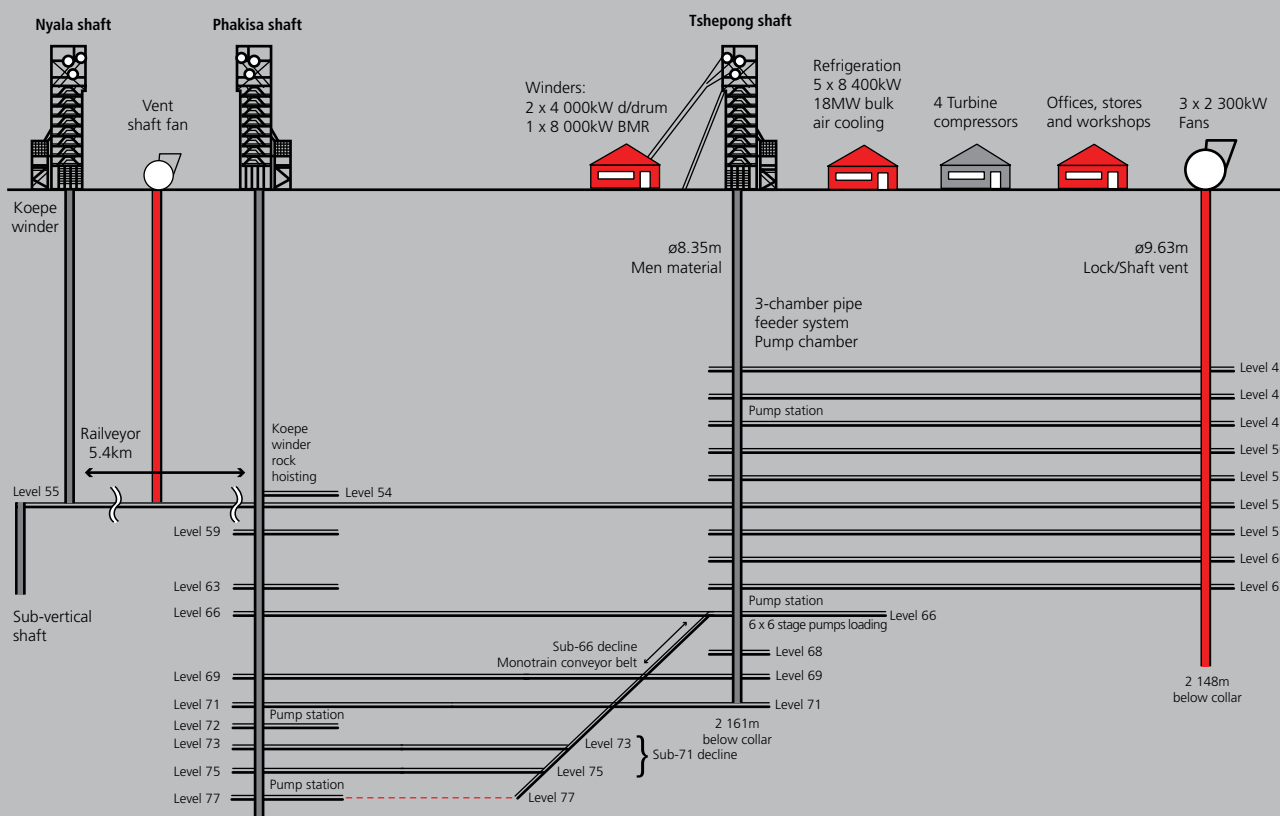 Nyala shaft
Phakisa shaft
Tshepong shaft
Vent
shaft fan
Winders:
2 x 4 000kW d/drum
1 x 8 000kW BMR
Refrigeration
5 x 8 400kW
18MW bulk
air cooling
4 Turbine
compressors
Offices, stores
and workshops
3 x 2 300kW
Fans
Koepe
winder
ø8.35m
Men material
ø9.63m
Lock/Shaft vent
3-chamber pipe
feeder system
Pump chamber
Level 4
Level 4
Pump station
Level 4
Railveyor
5.4km
Koepe
winder
rock
hoisting
Level 5
Level 5
Level 55
Level 54
Level 5
Level 59
Level 5
Level 6
Level 63
Level 6
Pump station
Sub-vertical
shaft
Level 66
Level 66
6 x 6 stage pumps loading
Sub-66 decline
Monotrain conveyor belt
Level 68
Level 69
Level 69
2 148m
below collar
Level 71
Level 71
Pump station
Level 72
2 161m
below collar
Level 73
Level 73
Sub-71 decline
Level 75
Level 75
Pump station
Level 77
Level 77